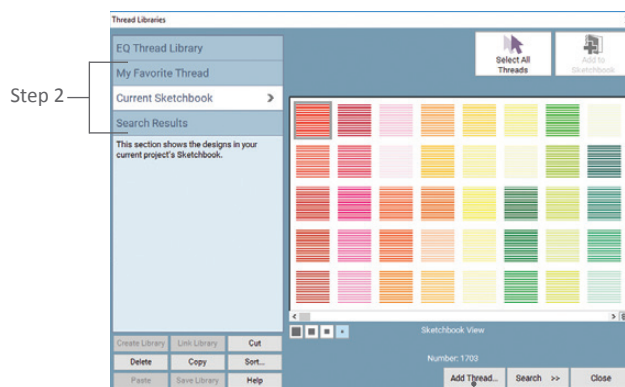 Thread Libraries
EQ Thread Library
My Favorite Thread
Current Sketchbook
Search Results
Step 2
This section shows the designs in your
current project's Sketchbook.
Select All
Threads
Add to
Sketchbook
Sketchbook View
Number: 1703
Create Library
Link Library
Cut
Delete
Copy
Sort...
Paste
Save Library
Help
Add Thread...
Search >>
Close